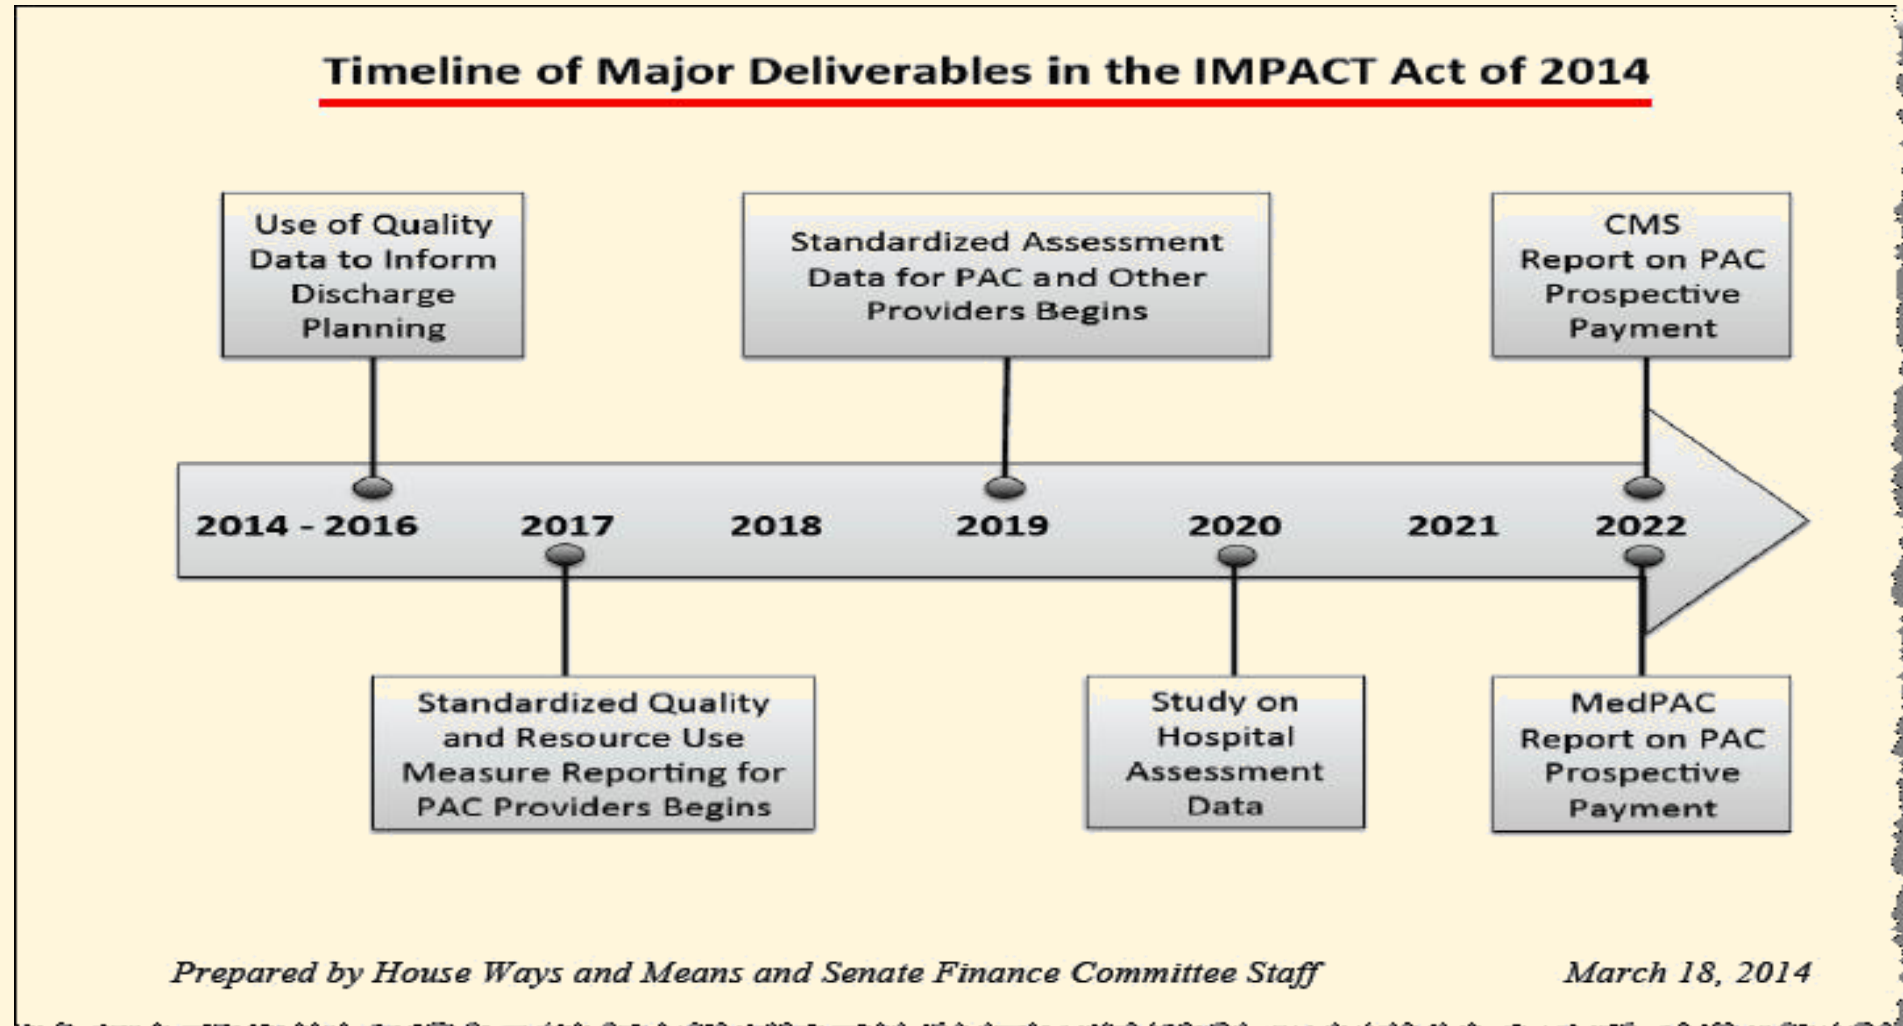 Timeline of Major Deliverables in the IMPACT Act of 2014
Use of Quality
Data to Inform
Discharge
Planning
Standardized Assessment
Data for PAC and Other
Providers Begins
CMS
Report on PAC
Prospective
Payment
2014 - 2016 2017 2018 2019 2020 2021 2022
Standardized Quality
and Resource Use
Measure Reporting for
PAC Providers Begins
Study on
Hospital
Assessment
Data
MedPAC
Report on PAC
Prospective
Payment
Prepared by House Ways and Means and Senate Finance Committee Staff March 18, 2014